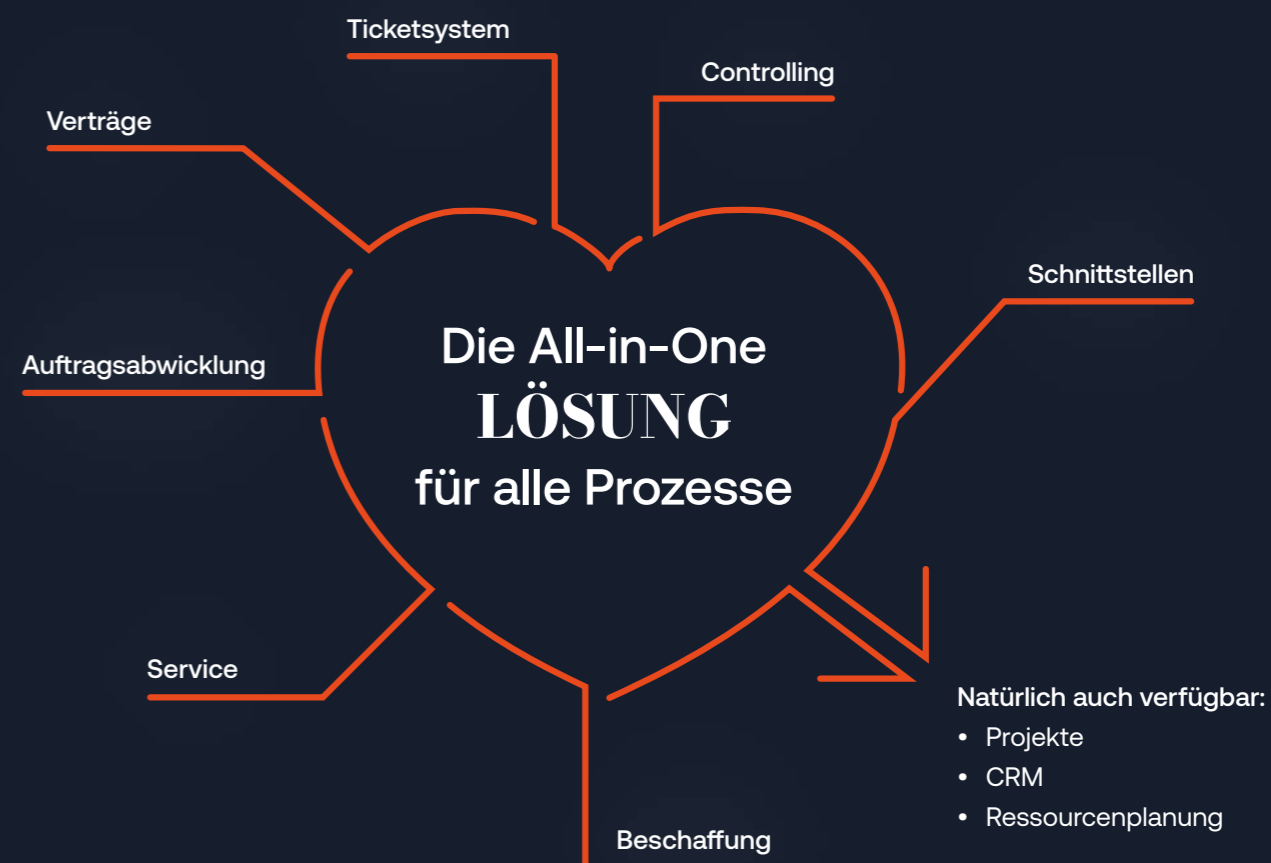 Ticketsystem
Controlling
Verträge
Schnittstellen
Die All-in-One
LÖSUNG
für alle Prozesse
Auftragsabwicklung
Service
Natürlich auch verfügbar:
• Projekte
• CRM
• Ressourcenplanung
Beschaffung